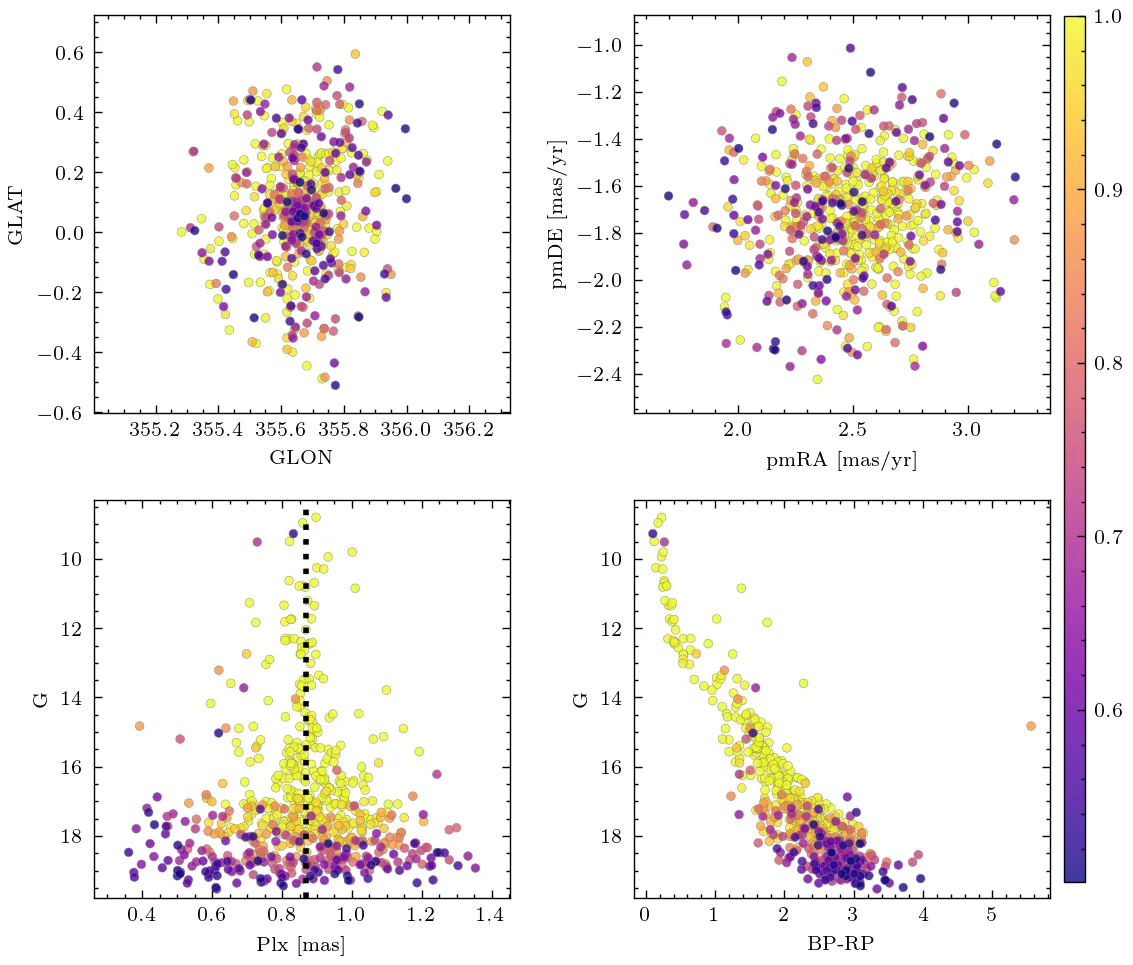 0.6
0.4
0.2
0.0
−0.2
−0.4
−0.6
GLAT
355.2 355.4 355.6 355.8 356.0 356.2
GLON
−1.0
−1.2
−1.4
−1.6
−1.8
−2.0
−2.2
−2.4
pmDE [mas/yr]
2.0 2.5 3.0
pmRA [mas/yr]
1.0
0.9
0.8
0.7
0.6
10
12
14
16
18
G
0.4 0.6 0.8 1.0 1.2 1.4
Plx [mas]
10
12
14
16
18
G
0 1 2 3 4 5
BP-RP